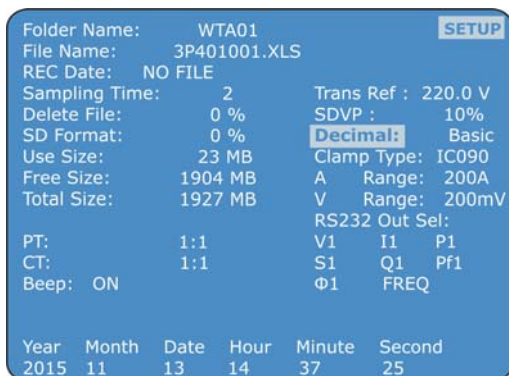 Folder Name: WTA01 SETUP
File Name: 3P401001.XLS
REC Date: NO FILE
Sampling Time: 2 Trans Ref : 220.0 V
Delete File: 0 % SDVP : 10%
SD Format: 0 % Decimal: Basic
Use Size: 23 MB Clamp Type: IC090
Free Size: 1904 MB A Range: 200A
Total Size: 1927 MB V Range: 200mV
RS232 Out Sel:
PT: 1:1 V1 I1 P1
CT: 1:1 S1 Q1 Pf1
Beep: ON Φ1 FREQ
Year Month Date Hour Minute Second
2015 11 13 14 37 25